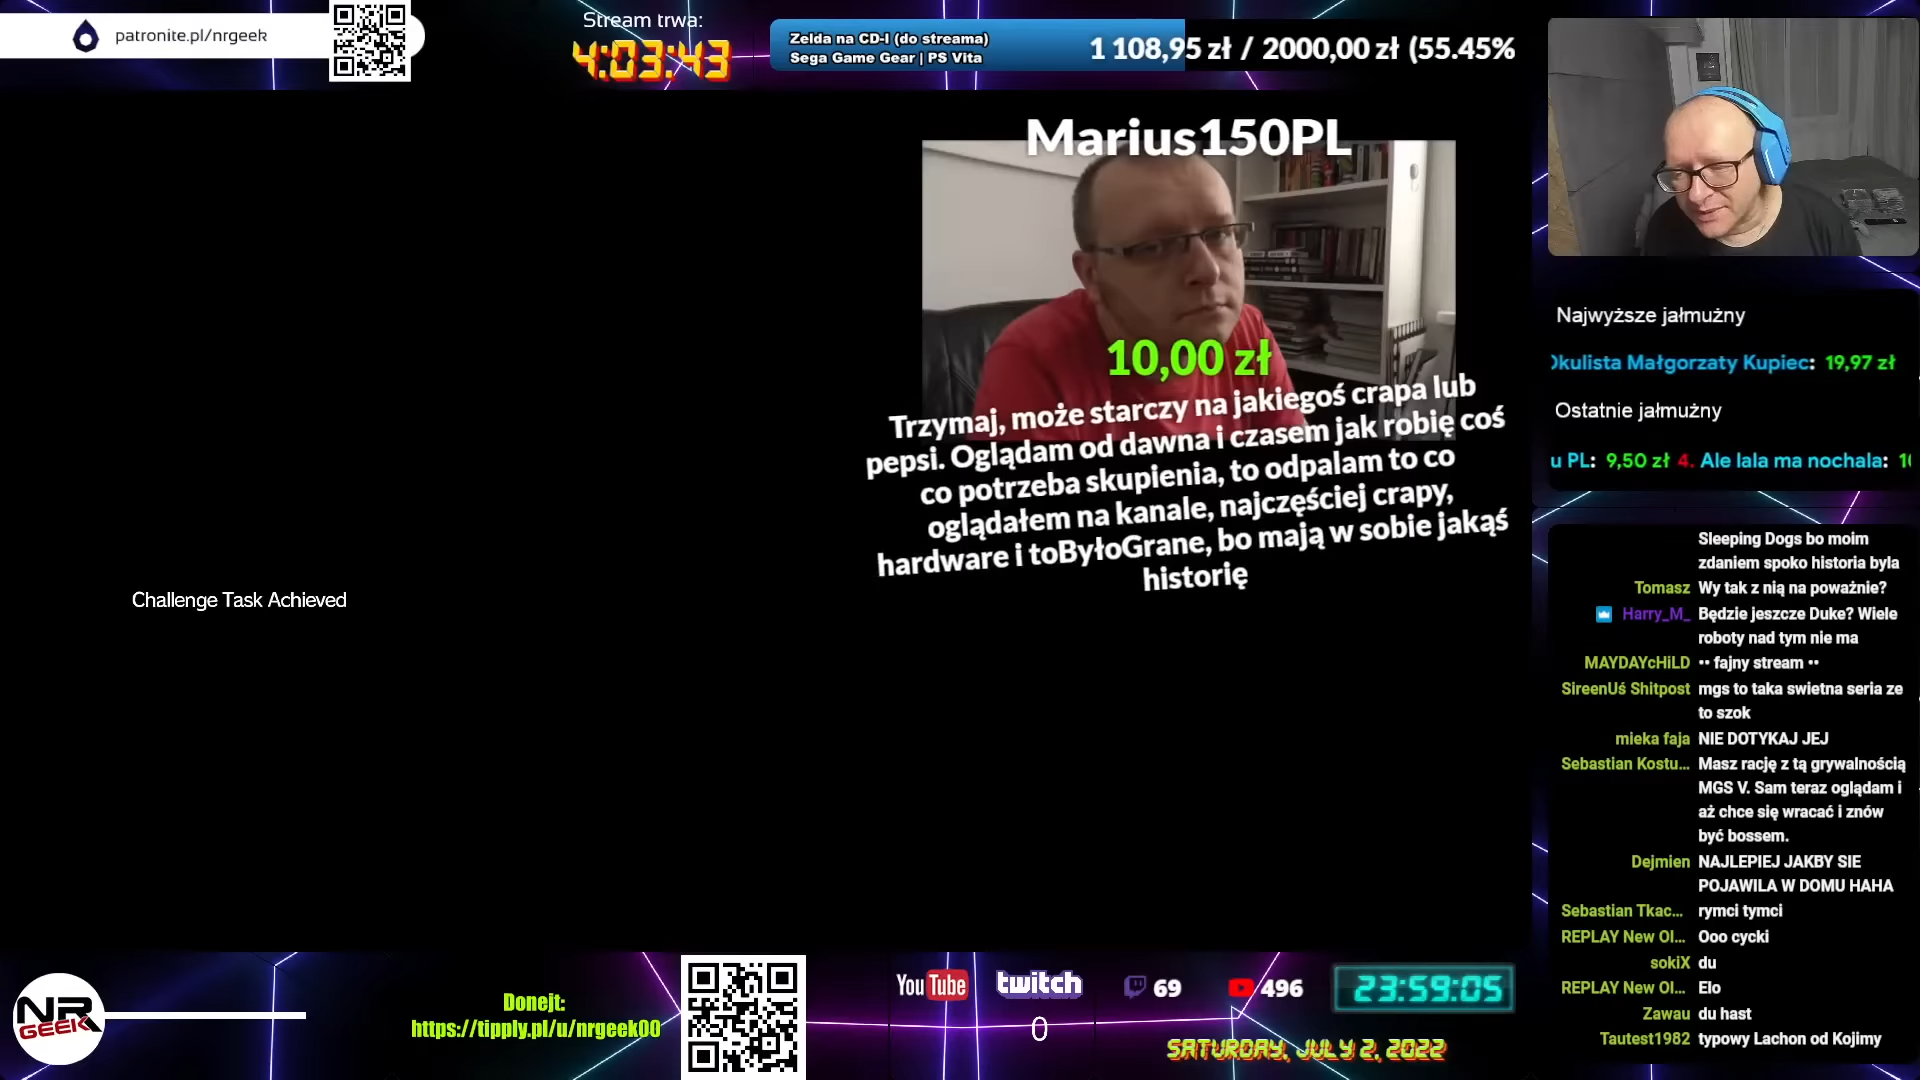 patronite.pl/nrgeek
Stream trwa:
4:03:43
Zelda na CD-I (do streama)
Sega Game Gear | PS Vita
1 108,95 zł / 2000,00 zł (55.45%
Marius150PL
10,00 zł
Trzymaj, może starczy na jakiegoś crapa lub
pepsi. Oglądam od dawna i czasem jak robię coś
co potrzeba skupienia, to odpalam to co
oglądałem na kanale, najczęściej crapy,
hardware i toByłoGrane, bo mają w sobie jakąś
historię
Challenge Task Achieved
Najwyższe jałmużny
Okulista Małgorzaty Kupiec: 19,97 zł
Ostatnie jałmużny
u PL: 9,50 zł 4. Ale lala ma nochala:
Sleeping Dogs bo moim
zdaniem spoko historia byla
Tomasz Wy tak z nią na poważnie?
Harry_M_ Będzie jeszcze Duke? Wiele
roboty nad tym nie ma
MAYDAYcHiLD •• fajny stream ••
SireenUś Shitpost mgs to taka swietna seria ze
to szok
mieka faja NIE DOTYKAJ JEJ
Sebastian Kostu... Masz rację z tą grywalnością
MGS V. Sam teraz oglądam i
aż chce się wracać i znów
być bossem.
Dejmien NAJLEPIEJ JAKBY SIE
POJAWILA W DOMU HAHA
Sebastian Tkac... rymci tymci
REPLAY New Ol... Ooo cycki
sokiX du
REPLAY New Ol... Elo
Zawau du hast
Tautest1982 typowy Lachon od Kojimy
NR
GEEK
Donejt:
https://tipply.pl/u/nrgeek00
YouTube
twitch
0
69
496
23:59:05
SATURDAY, JULY 2, 2022